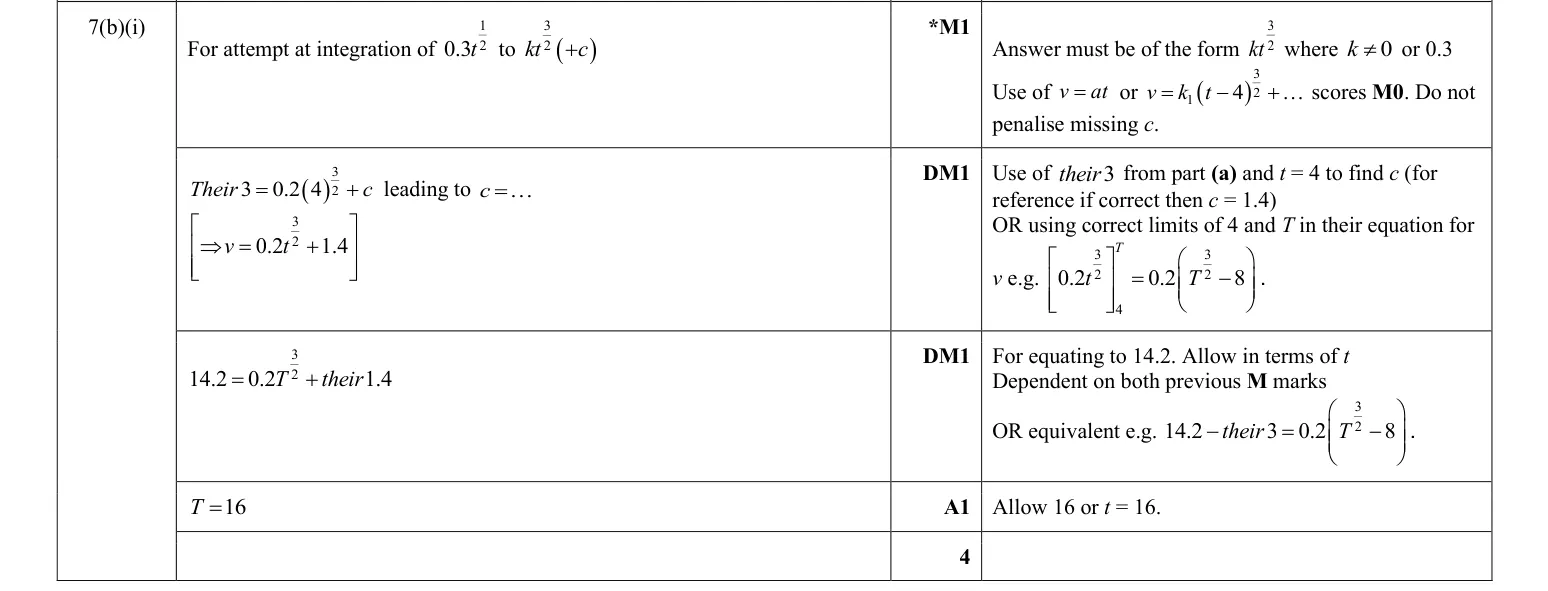 7(b)(i)
For attempt at integration of 0.3t^{1/2} to kt^{3/2} (+c)
*M1
Answer must be of the form kt^{3/2} where k ≠ 0 or 0.3
Use of v = at or v = k₁(t − 4)^{3/2} + … scores M0. Do not
penalise missing c.
Their 3 = 0.2(4)^{3/2} + c leading to c = …
[⇒ v = 0.2t^{3/2} + 1.4]
DM1
Use of their 3 from part (a) and t = 4 to find c (for
reference if correct then c = 1.4)
OR using correct limits of 4 and T in their equation for
v e.g. [0.2t^{3/2}]_4^T = 0.2(T^{3/2} − 8).
14.2 = 0.2T^{3/2} + their 1.4
DM1
For equating to 14.2. Allow in terms of t
Dependent on both previous M marks
OR equivalent e.g. 14.2 − their 3 = 0.2(T^{3/2} − 8).
T = 16
A1
Allow 16 or t = 16.
4